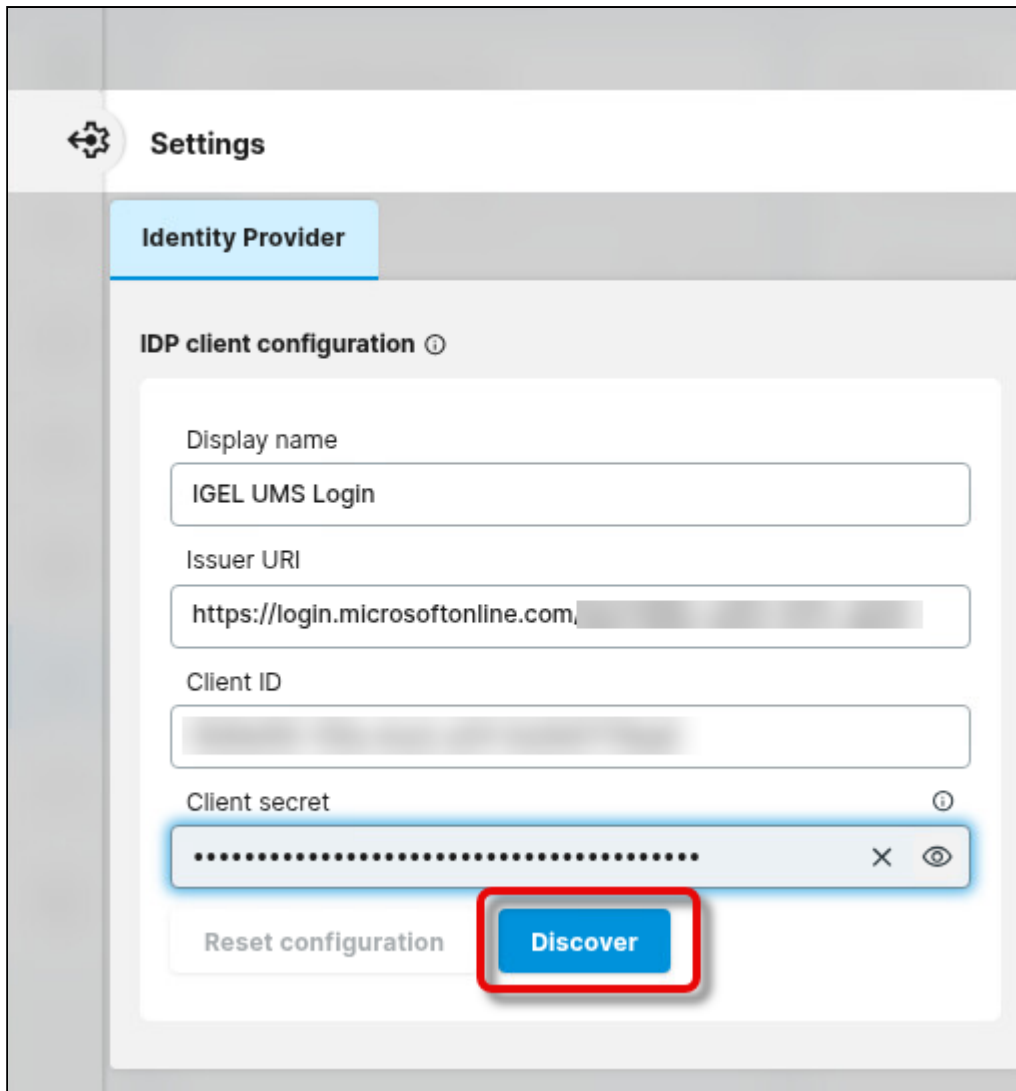 Settings
Identity Provider
IDP client configuration
Display name
IGEL UMS Login
Issuer URI
https://login.microsoftonline.com/
Client ID
Client secret
••••••••••••••••••••••••••••••••••••••••
Reset configuration
Discover